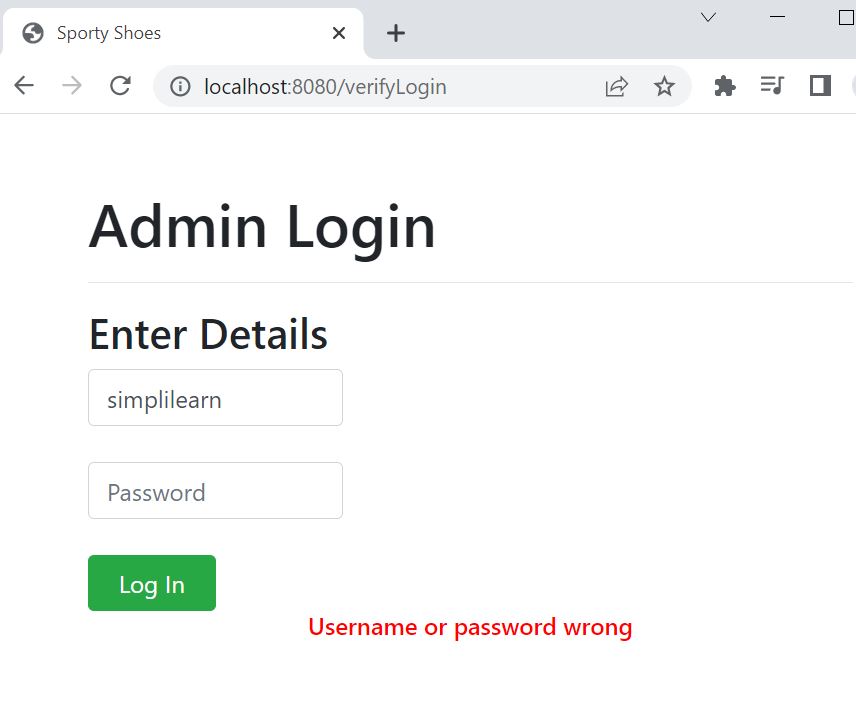 Sporty Shoes
localhost:8080/verifyLogin
Admin Login
Enter Details
simplilearn
Password
Log In
Username or password wrong